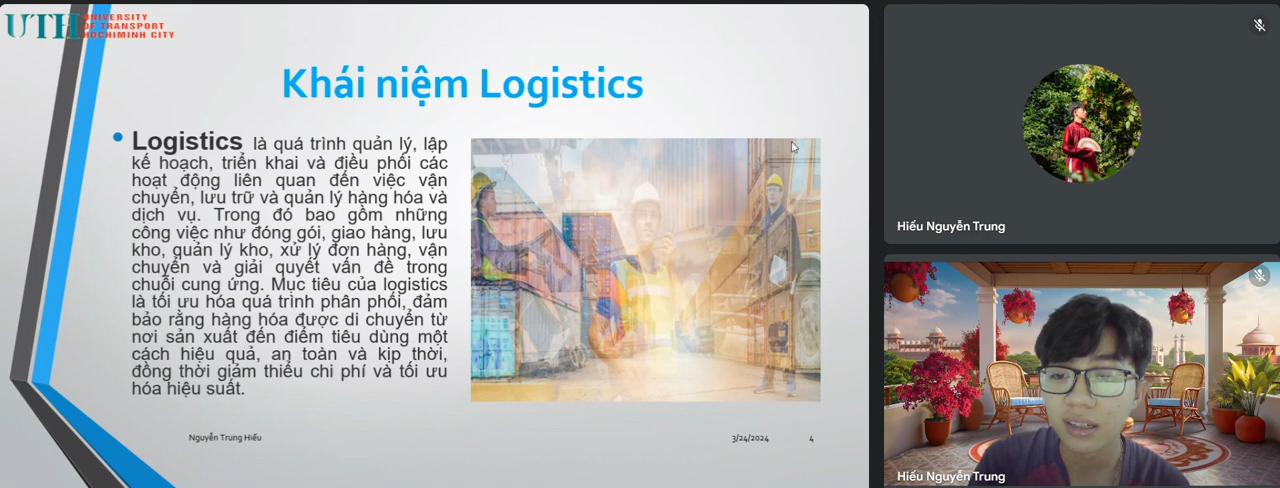 UTH UNIVERSITY
OF TRANSPORT
HOCHIMINH CITY
Khái niệm Logistics
Logistics là quá trình quản lý, lập
kế hoạch, triển khai và điều phối các
hoạt động liên quan đến việc vận
chuyển, lưu trữ và quản lý hàng hóa và
dịch vụ. Trong đó bao gồm những
công việc như đóng gói, giao hàng, lưu
kho, quản lý kho, xử lý đơn hàng, vận
chuyển và giải quyết vấn đề trong
chuỗi cung ứng. Mục tiêu của logistics
là tối ưu hóa quá trình phân phối, đảm
bảo rằng hàng hóa được di chuyển từ
nơi sản xuất đến điểm tiêu dùng một
cách hiệu quả, an toàn và kịp thời,
đồng thời giảm thiểu chi phí và tối ưu
hóa hiệu suất.
Nguyễn Trung Hiếu
3/24/2024
4
Hiếu Nguyễn Trung
Hiếu Nguyễn Trung